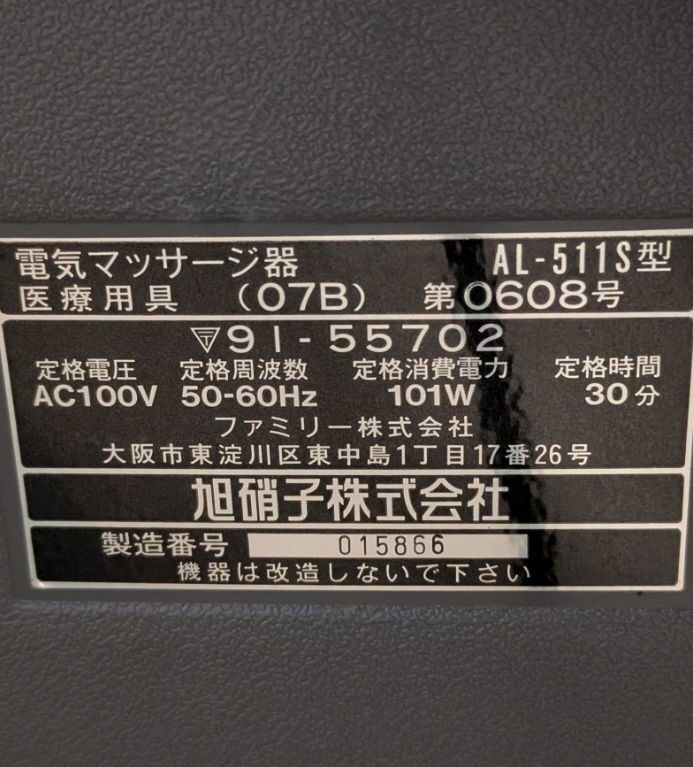 電気マッサージ器 AL-511S型
医療用具 (07B) 第0608号
91-55702
定格電圧 定格周波数 定格消費電力 定格時間
AC100V 50-60Hz 101W 30分
ファミリー株式会社
大阪市東淀川区東中島1丁目17番26号
旭硝子株式会社
製造番号 015866
機器は改造しないで下さい